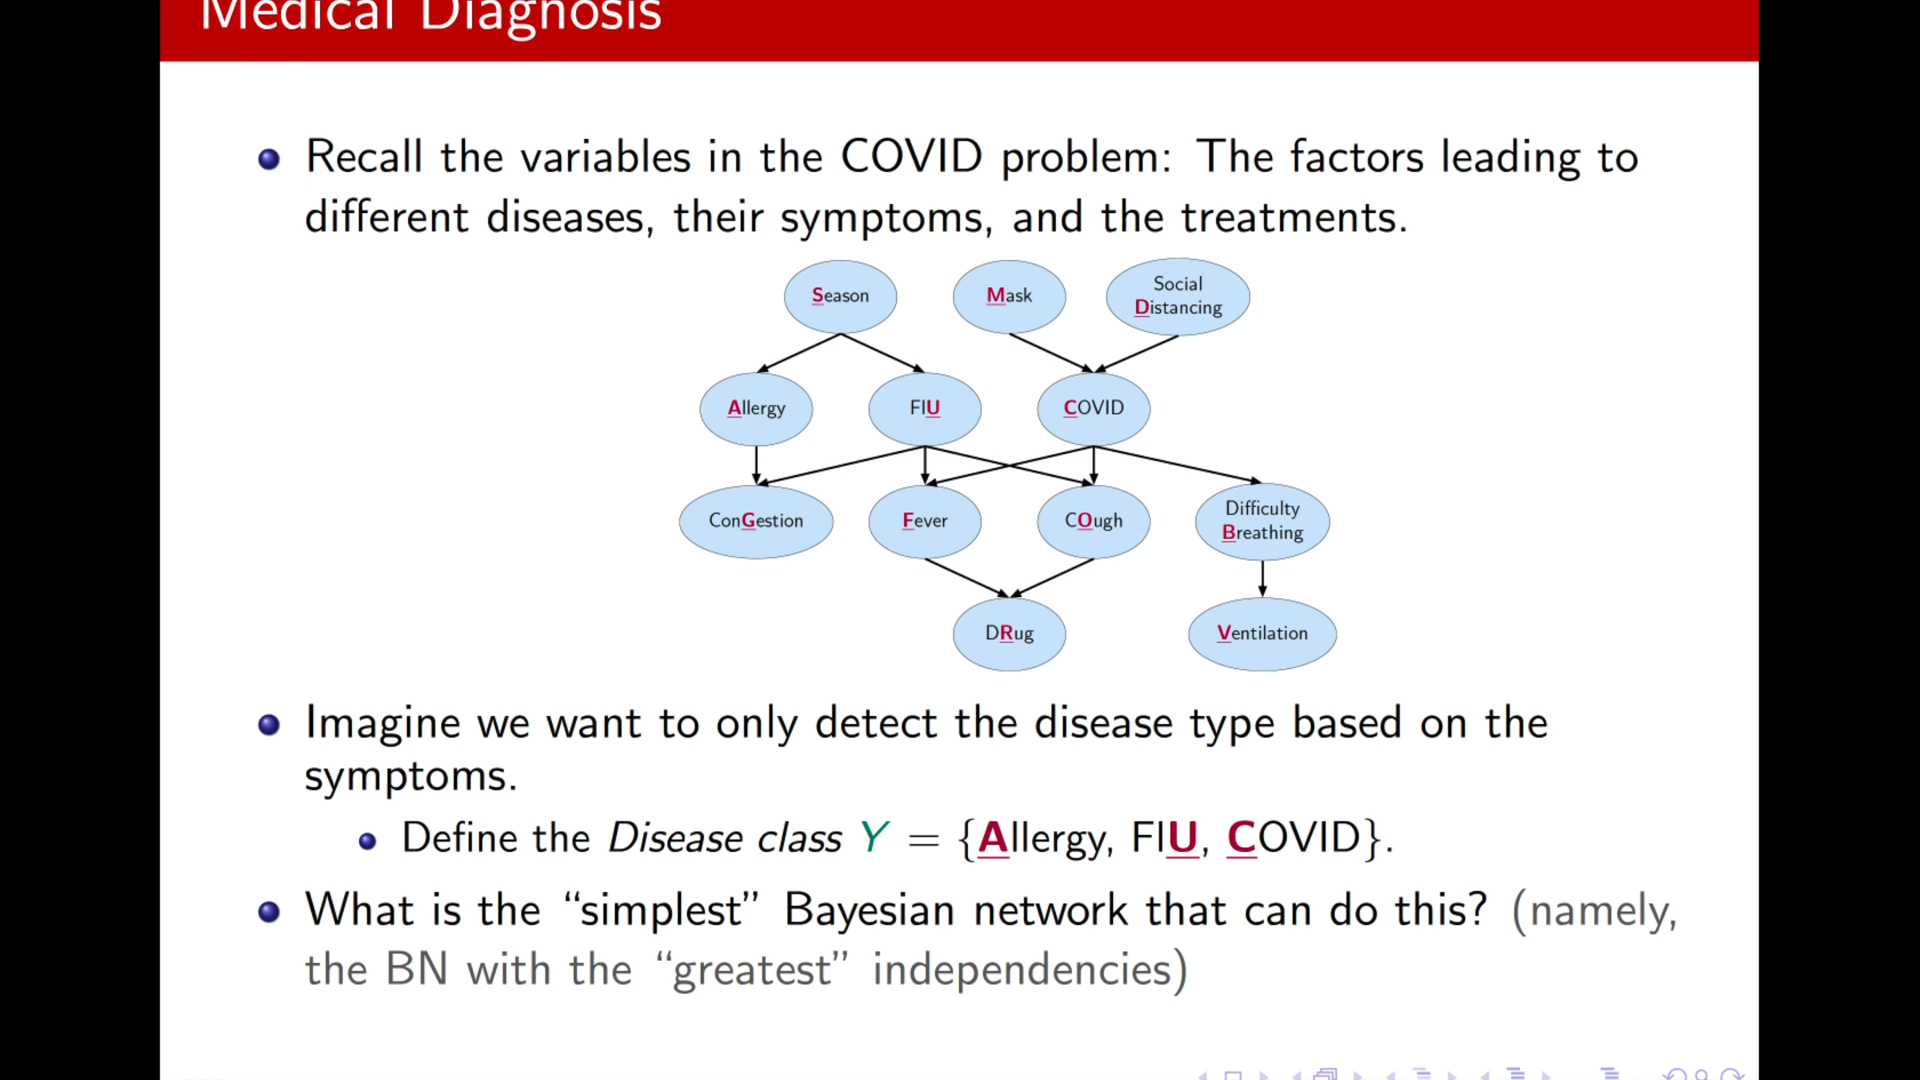 Medical Diagnosis
Recall the variables in the COVID problem: The factors leading to
different diseases, their symptoms, and the treatments.
Season
Mask
Social
Distancing
Allergy
FlU
COVID
ConGestion
Fever
COugh
Difficulty
Breathing
DRug
Ventilation
Imagine we want to only detect the disease type based on the
symptoms.
Define the Disease class Y = {Allergy, FlU, COVID}.
What is the “simplest” Bayesian network that can do this? (namely,
the BN with the “greatest” independencies)